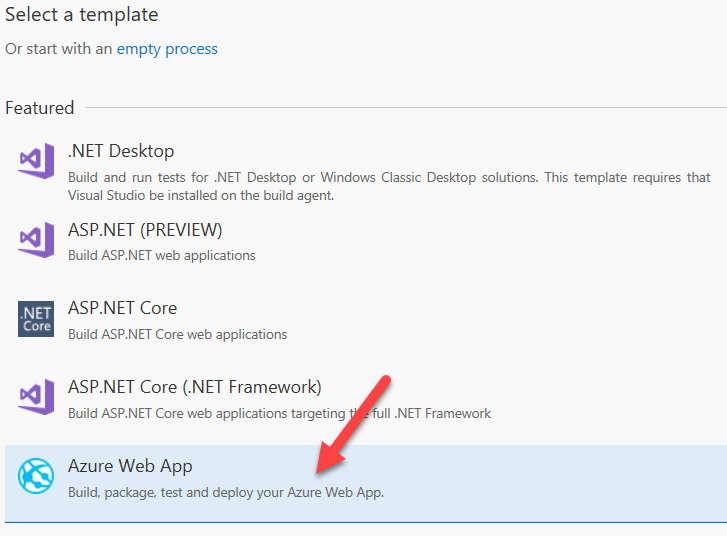 Select a template
Or start with an empty process
Featured
.NET Desktop
Build and run tests for .NET Desktop or Windows Classic Desktop solutions. This template requires that
Visual Studio be installed on the build agent.
ASP.NET (PREVIEW)
Build ASP.NET web applications
.NET
Core
ASP.NET Core
Build ASP.NET Core web applications
ASP.NET Core (.NET Framework)
Build ASP.NET Core web applications targeting the full .NET Framework
Azure Web App
Build, package, test and deploy your Azure Web App.